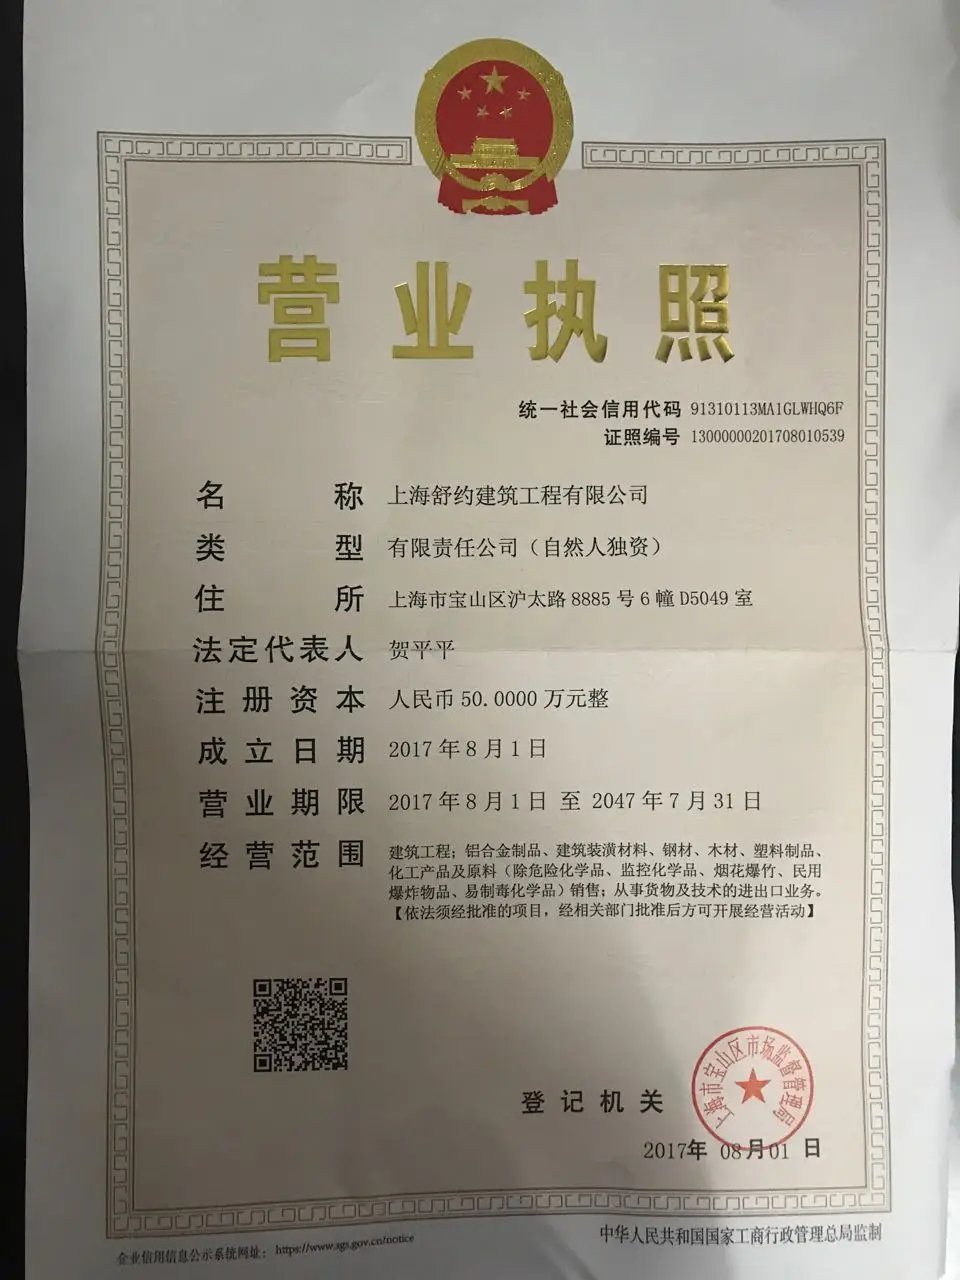 营业执照
统一社会信用代码 91310113MA1GLWHQ6F
证照编号 13000000201708010539
名称 上海舒约建筑工程有限公司
类型 有限责任公司（自然人独资）
住所 上海市宝山区沪太路8885号6幢D5049室
法定代表人 贺平平
注册资本 人民币50.0000万元整
成立日期 2017年8月1日
营业期限 2017年8月1日 至 2047年7月31日
经营范围 建筑工程；铝合金制品、建筑装潢材料、钢材、木材、塑料制品、
化工产品及原料（除危险化学品、监控化学品、烟花爆竹、民用
爆炸物品、易制毒化学品）销售；从事货物及技术的进出口业务。
【依法须经批准的项目，经相关部门批准后方可开展经营活动】
上海市宝山区市场监督管理局
登记机关
2017年 08月01 日
企业信用信息公示系统网址： https://www.sgs.gov.cn/notice
中华人民共和国国家工商行政管理总局监制